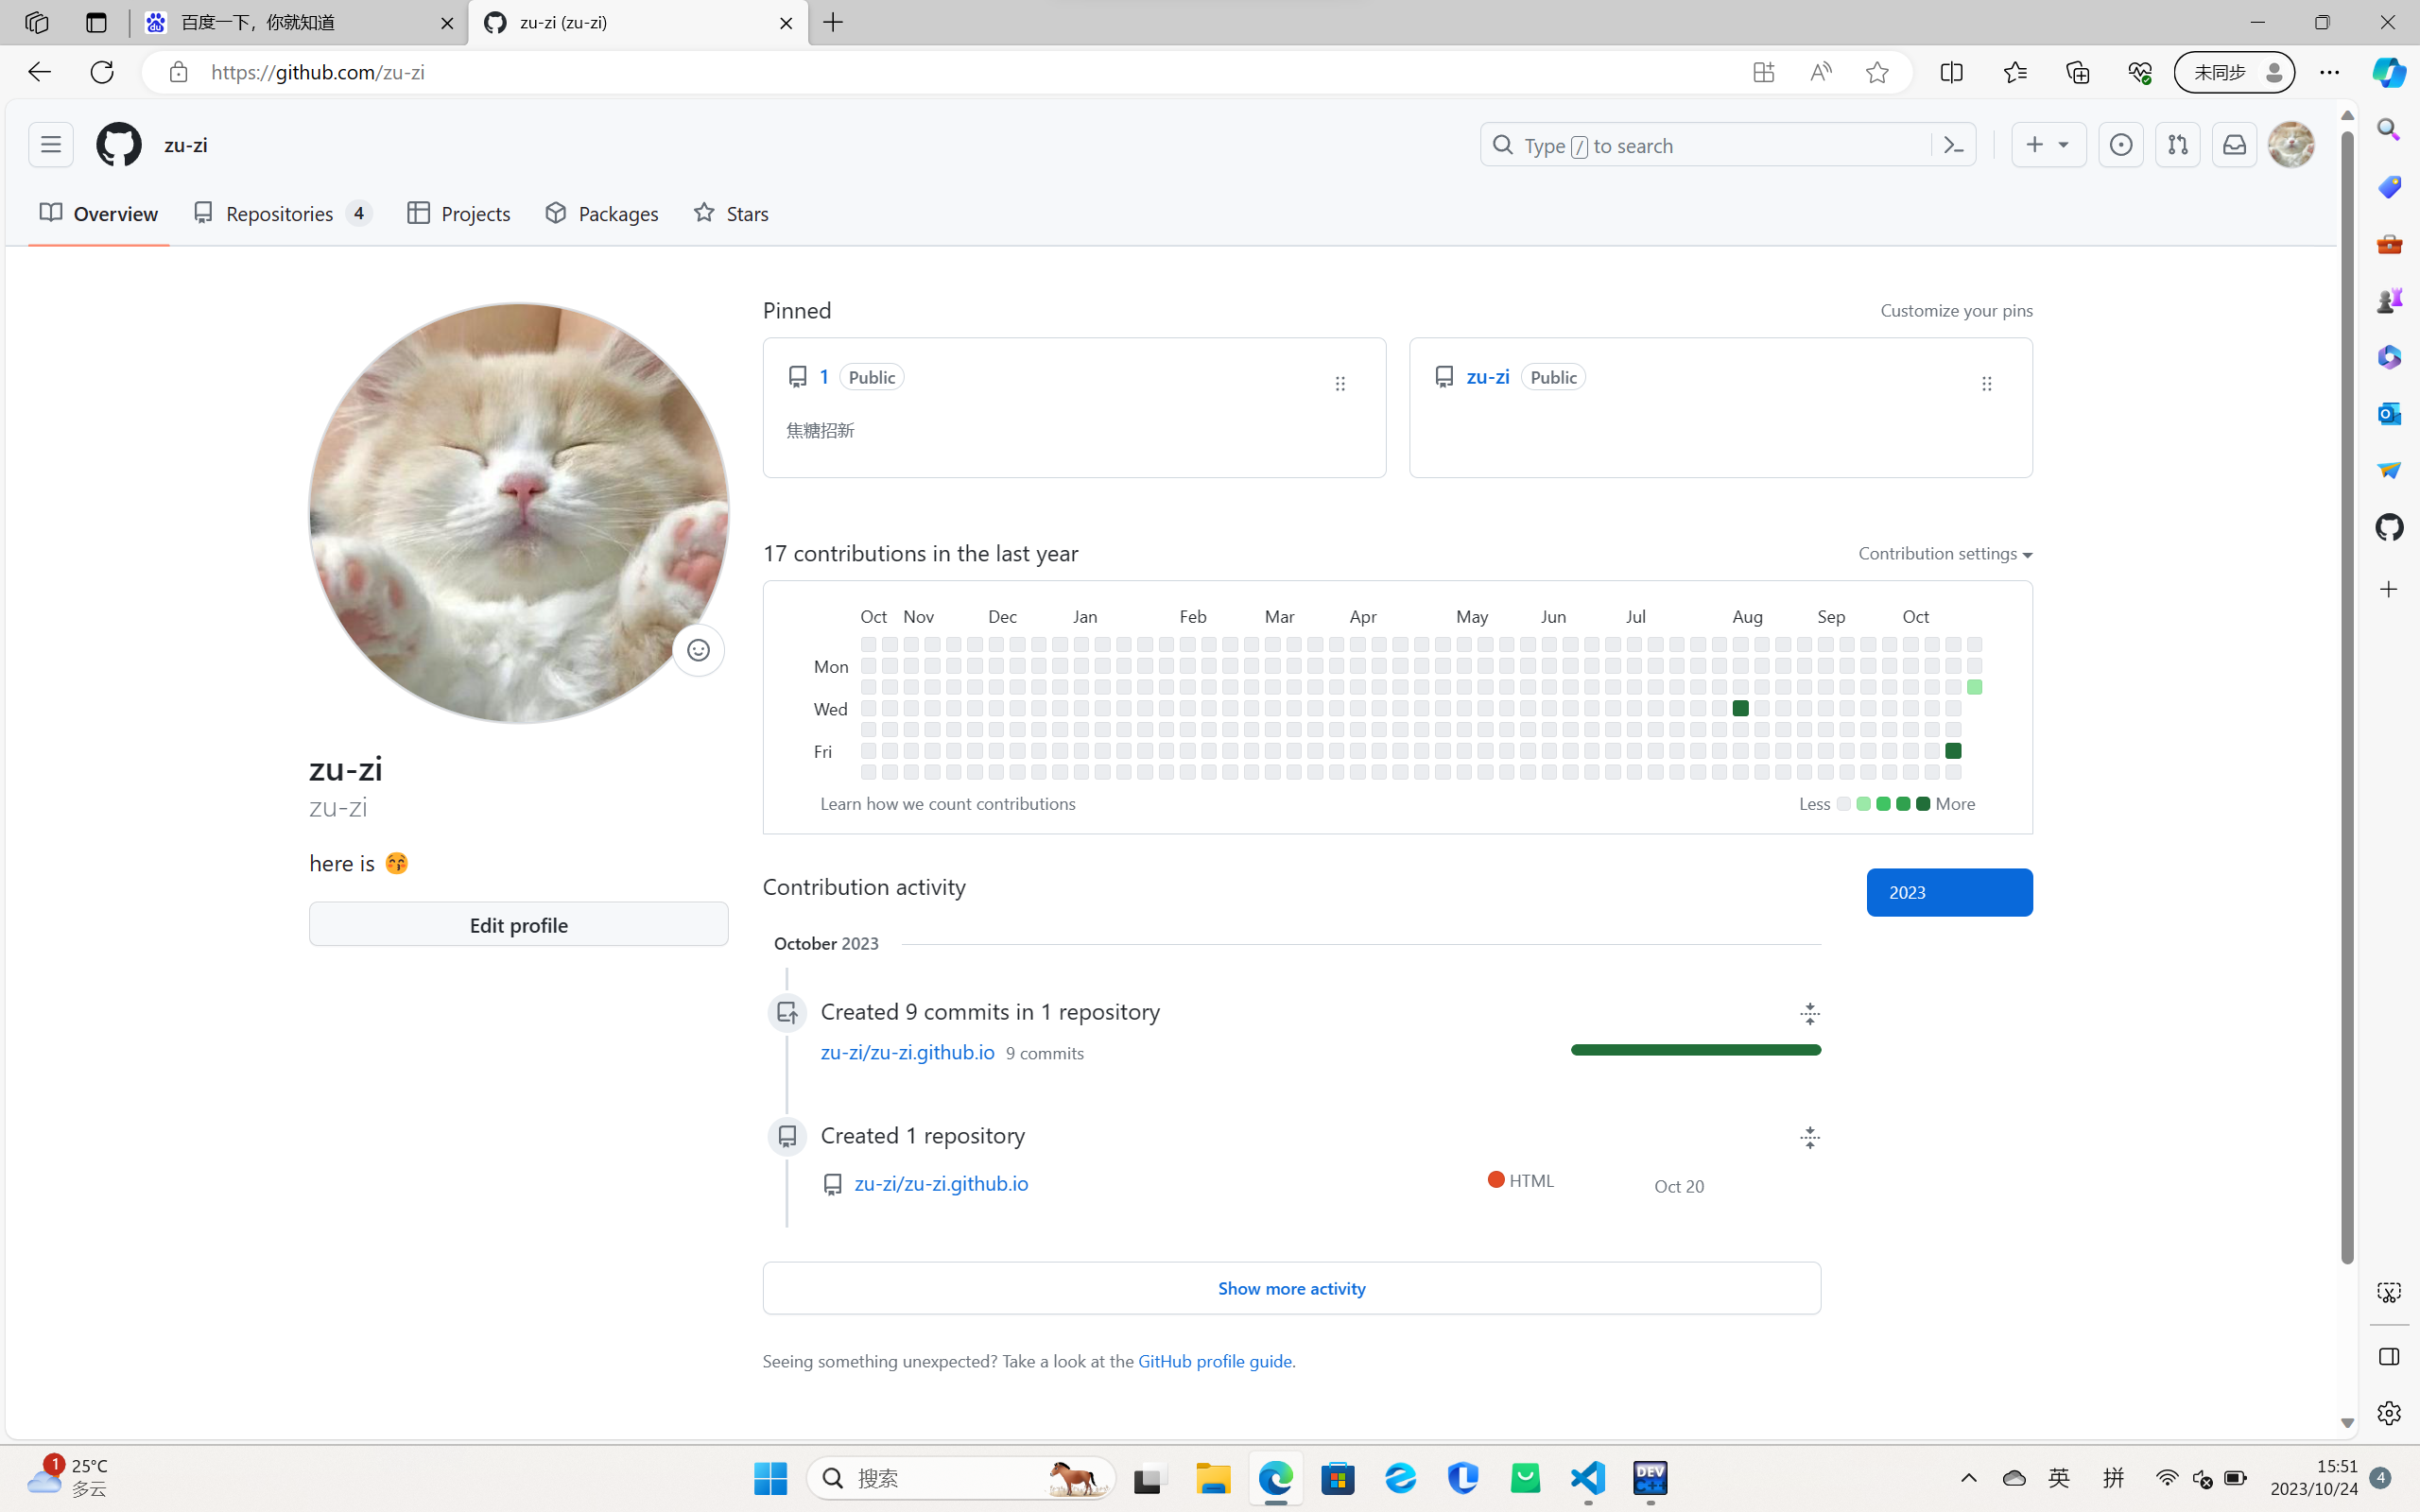 百度一下，你就知道
zu-zi (zu-zi)
https://github.com/zu-zi
未同步
zu-zi
Type / to search
Overview
Repositories 4
Projects
Packages
Stars
Pinned
Customize your pins
1 Public
焦糖招新
zu-zi Public
17 contributions in the last year
Contribution settings
Oct Nov Dec Jan Feb Mar Apr May Jun Jul Aug Sep Oct
Mon
Wed
Fri
Learn how we count contributions
Less More
zu-zi
zu-zi
here is 😚
Edit profile
Contribution activity
2023
October 2023
Created 9 commits in 1 repository
zu-zi/zu-zi.github.io 9 commits
Created 1 repository
zu-zi/zu-zi.github.io HTML Oct 20
Show more activity
Seeing something unexpected? Take a look at the GitHub profile guide.
1
25°C
多云
搜索
DEV
C++
英
拼
15:51
2023/10/24
4